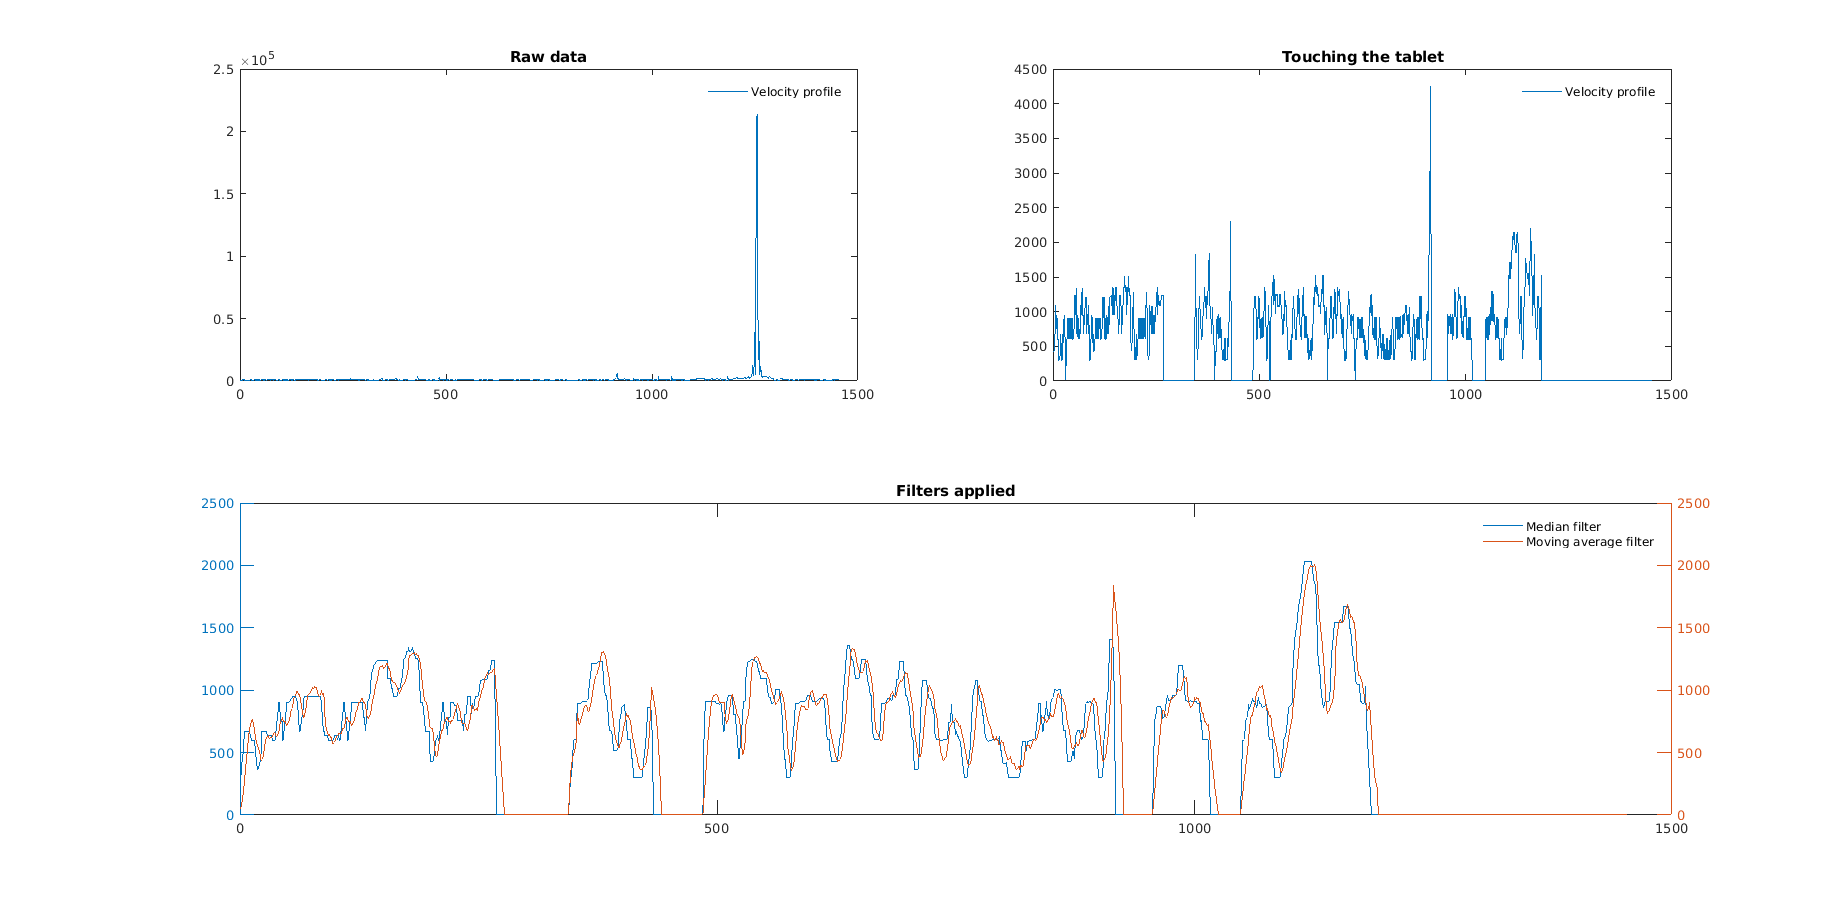 Raw data
×10^5
2.5
2
1.5
1
0.5
0
0 500 1000 1500
Velocity profile
Touching the tablet
4500
4000
3500
3000
2500
2000
1500
1000
500
0
0 500 1000 1500
Velocity profile
Filters applied
2500
2000
1500
1000
500
0
0 500 1000 1500
2500
2000
1500
1000
500
0
Median filter
Moving average filter